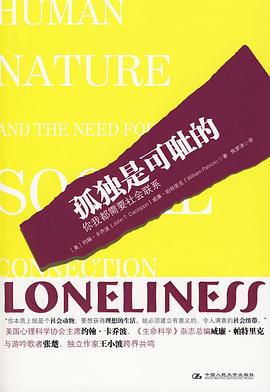 HUMAN
NATURE
AND THE NEED FOR
SOCIAL
CONNECTION
孤独是可耻的
你我都需要社会联系
[美] 约翰·卡乔波 (John T. Cacioppo) 威廉·帕特里克 (William Patrick) ◎ 著 焦梦津 ◎ 译
LONELINESS
“你本质上就是个社会动物，要想获得理想的生活，就必须建立有意义的、令人满意的社会纽带。”
美国心理科学协会主席约翰·卡乔波、《生命科学》杂志总编威廉·帕特里克
与游吟歌者张楚、独立作家王小波跨界共鸣
中国人民大学出版社